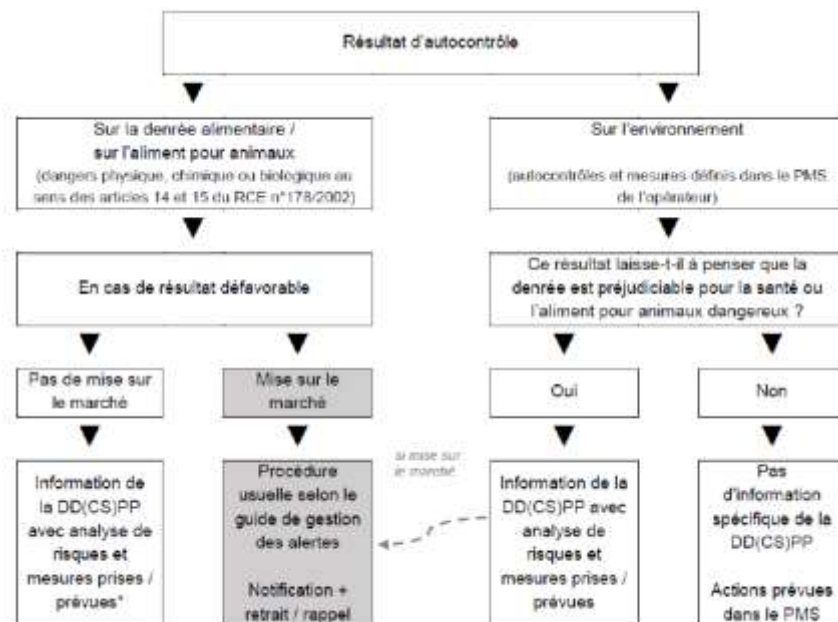 Résultat d'autocontrôle
Sur la denrée alimentaire /
sur l'aliment pour animaux
(dangers physique, chimique ou biologique au
sens des articles 14 et 15 du RCE n°178/2002)
Sur l'environnement
(autocontrôles et mesures définis dans le PMS
de l'opérateur)
En cas de résultat défavorable
Ce résultat laisse-t-il à penser que la
denrée est préjudiciable pour la santé ou
l'aliment pour animaux dangereux ?
Pas de mise sur
le marché
Mise sur le
marché
Oui
Non
si mise sur
le marché
Information de
la DD(CS)PP
avec analyse de
risques et
mesures prises /
prévues*
Procédure
usuelle selon le
guide de gestion
des alertes
Notification +
retrait / rappel
Information de la
DD(CS)PP avec
analyse de
risques et
mesures prises /
prévues
Pas
d'information
spécifique de la
DD(CS)PP
Actions prévues
dans le PMS